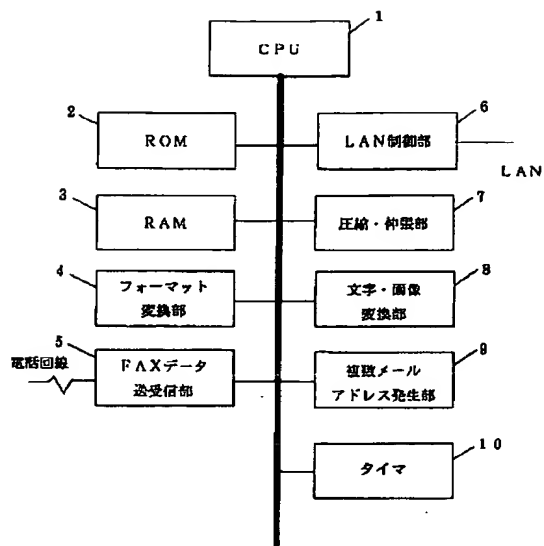 1
CPU
2
ROM
6
LAN制御部
LAN
3
RAM
7
圧縮・伸張部
4
フォーマット
変換部
8
文字・画像
変換部
5
電話回線
FAXデータ
送受信部
9
複数メール
アドレス発生部
10
タイマ